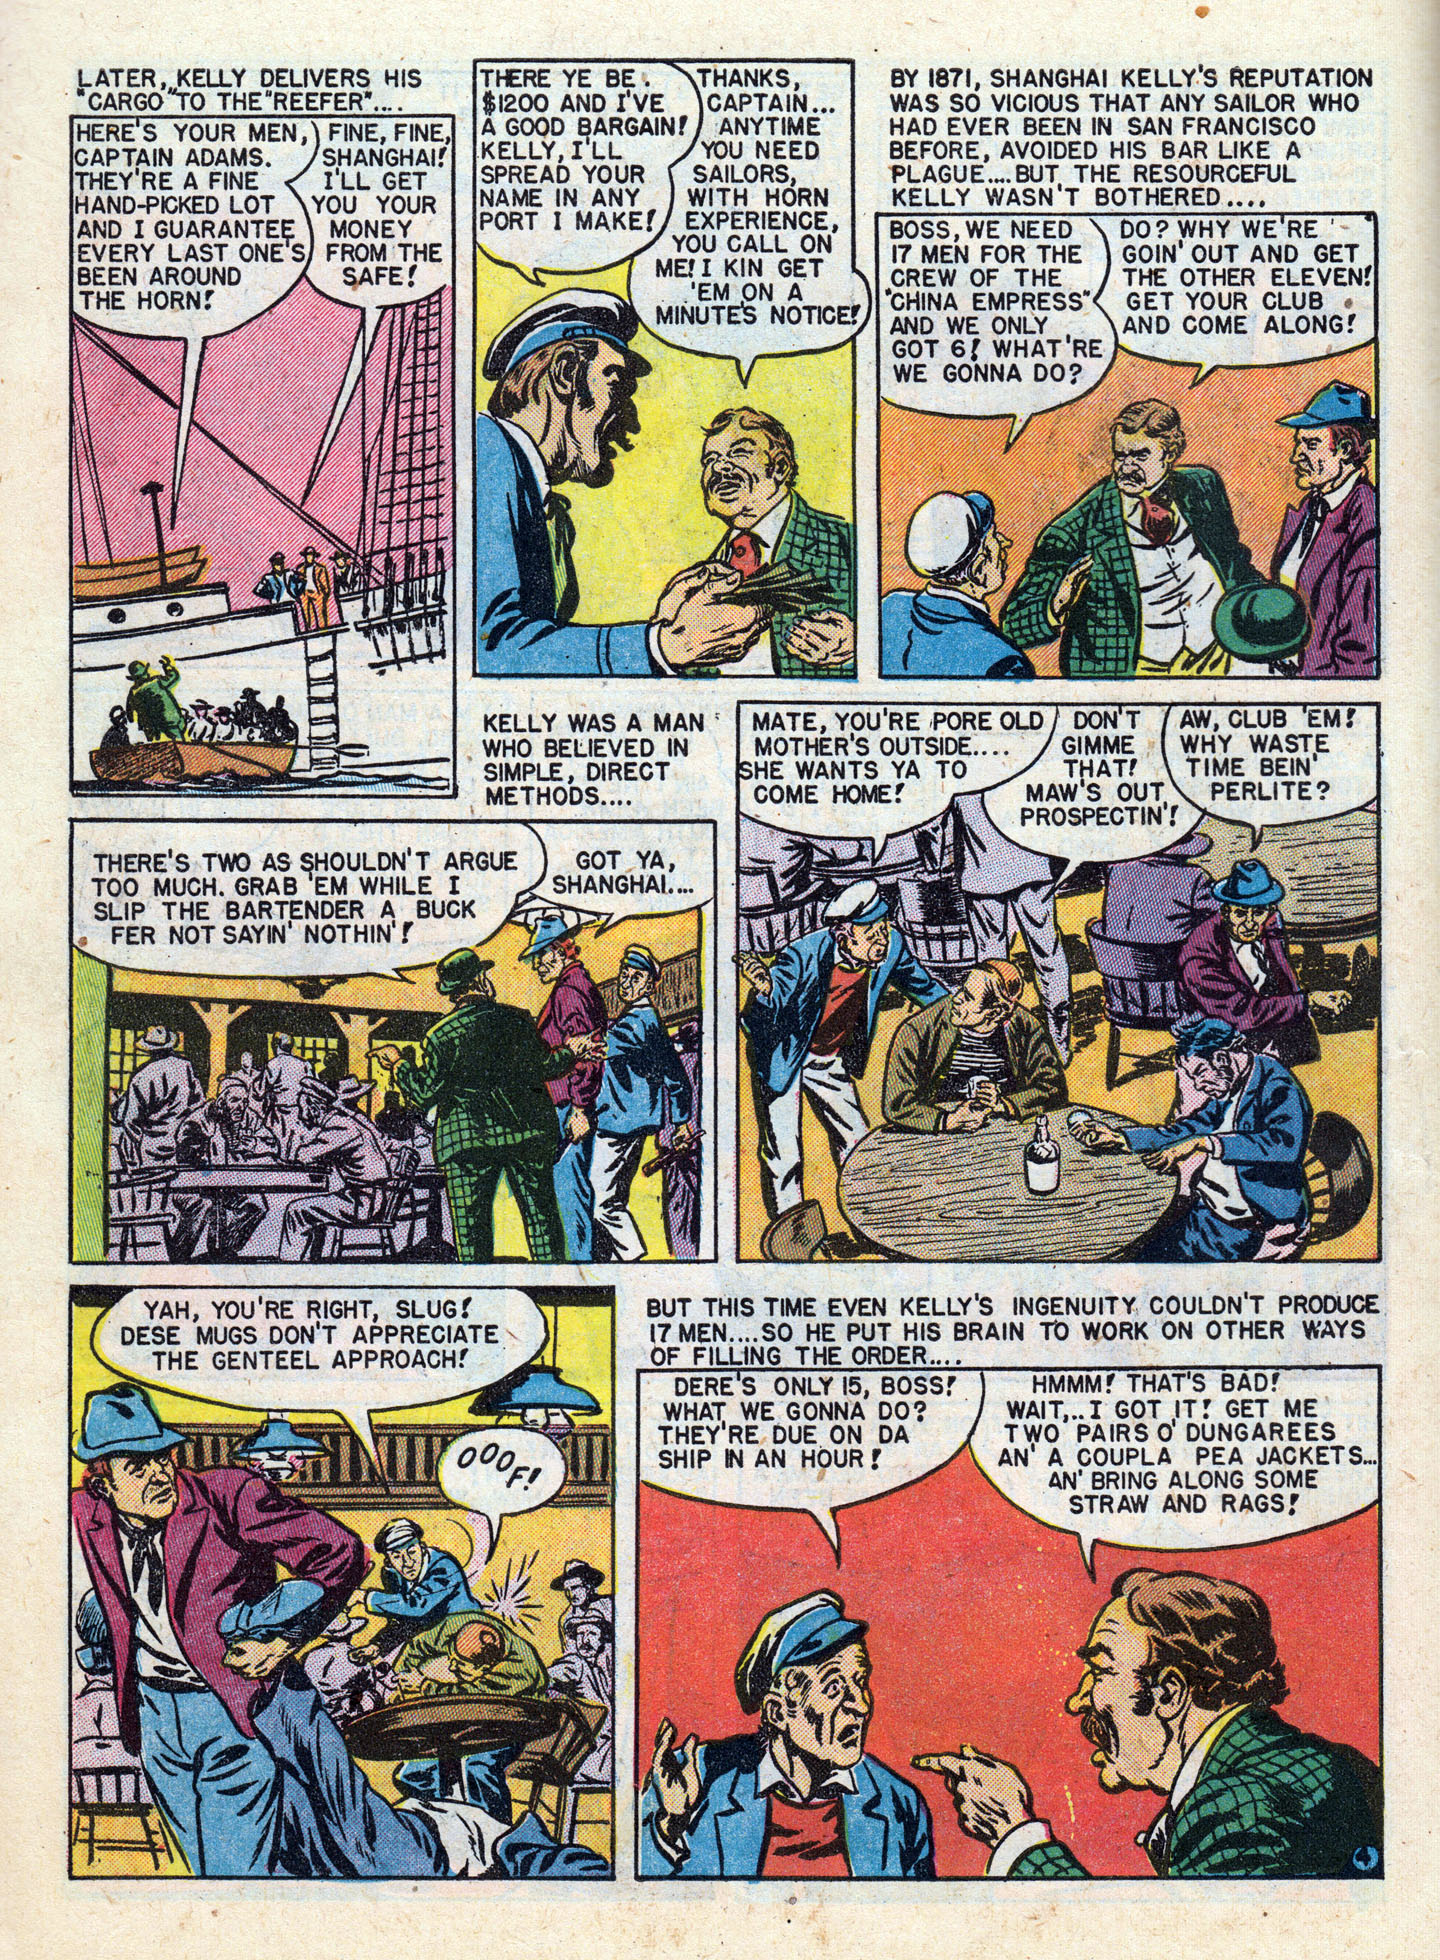 LATER, KELLY DELIVERS HIS
"CARGO" TO THE "REEFER"....
HERE'S YOUR MEN,
CAPTAIN ADAMS.
THEY'RE A FINE
HAND-PICKED LOT
AND I GUARANTEE
EVERY LAST ONE'S
BEEN AROUND
THE HORN!
FINE, FINE,
SHANGHAI!
I'LL GET
YOU YOUR
MONEY
FROM THE
SAFE!
THERE YE BE.
$1200 AND I'VE
A GOOD BARGAIN!
KELLY, I'LL
SPREAD YOUR
NAME IN ANY
PORT I MAKE!
THANKS,
CAPTAIN...
ANYTIME
YOU NEED
SAILORS,
WITH HORN
EXPERIENCE,
YOU CALL ON
ME! I KIN GET
'EM ON A
MINUTE'S NOTICE!
BY 1871, SHANGHAI KELLY'S REPUTATION
WAS SO VICIOUS THAT ANY SAILOR WHO
HAD EVER BEEN IN SAN FRANCISCO
BEFORE, AVOIDED HIS BAR LIKE A
PLAGUE....BUT THE RESOURCEFUL
KELLY WASN'T BOTHERED....
BOSS, WE NEED
17 MEN FOR THE
CREW OF THE
"CHINA EMPRESS"
AND WE ONLY
GOT 6! WHAT'RE
WE GONNA DO?
DO? WHY WE'RE
GOIN' OUT AND GET
THE OTHER ELEVEN!
GET YOUR CLUB
AND COME ALONG!
KELLY WAS A MAN
WHO BELIEVED IN
SIMPLE, DIRECT
METHODS....
THERE'S TWO AS SHOULDN'T ARGUE
TOO MUCH. GRAB 'EM WHILE I
SLIP THE BARTENDER A BUCK
FER NOT SAYIN' NOTHIN'!
GOT YA,
SHANGHAI....
MATE, YOU'RE PORE OLD
MOTHER'S OUTSIDE....
SHE WANTS YA TO
COME HOME!
DON'T
GIMME
THAT!
MAW'S OUT
PROSPECTIN'!
AW, CLUB 'EM!
WHY WASTE
TIME BEIN'
PERLITE?
YAH, YOU'RE RIGHT, SLUG!
DESE MUGS DON'T APPRECIATE
THE GENTEEL APPROACH!
OOOF!
BUT THIS TIME EVEN KELLY'S INGENUITY COULDN'T PRODUCE
17 MEN....SO HE PUT HIS BRAIN TO WORK ON OTHER WAYS
OF FILLING THE ORDER....
DERE'S ONLY 15, BOSS!
WHAT WE GONNA DO?
THEY'RE DUE ON DA
SHIP IN AN HOUR!
HMMM! THAT'S BAD!
WAIT...I GOT IT! GET ME
TWO PAIRS O' DUNGAREES
AN' A COUPLA PEA JACKETS...
AN' BRING ALONG SOME
STRAW AND RAGS!
4